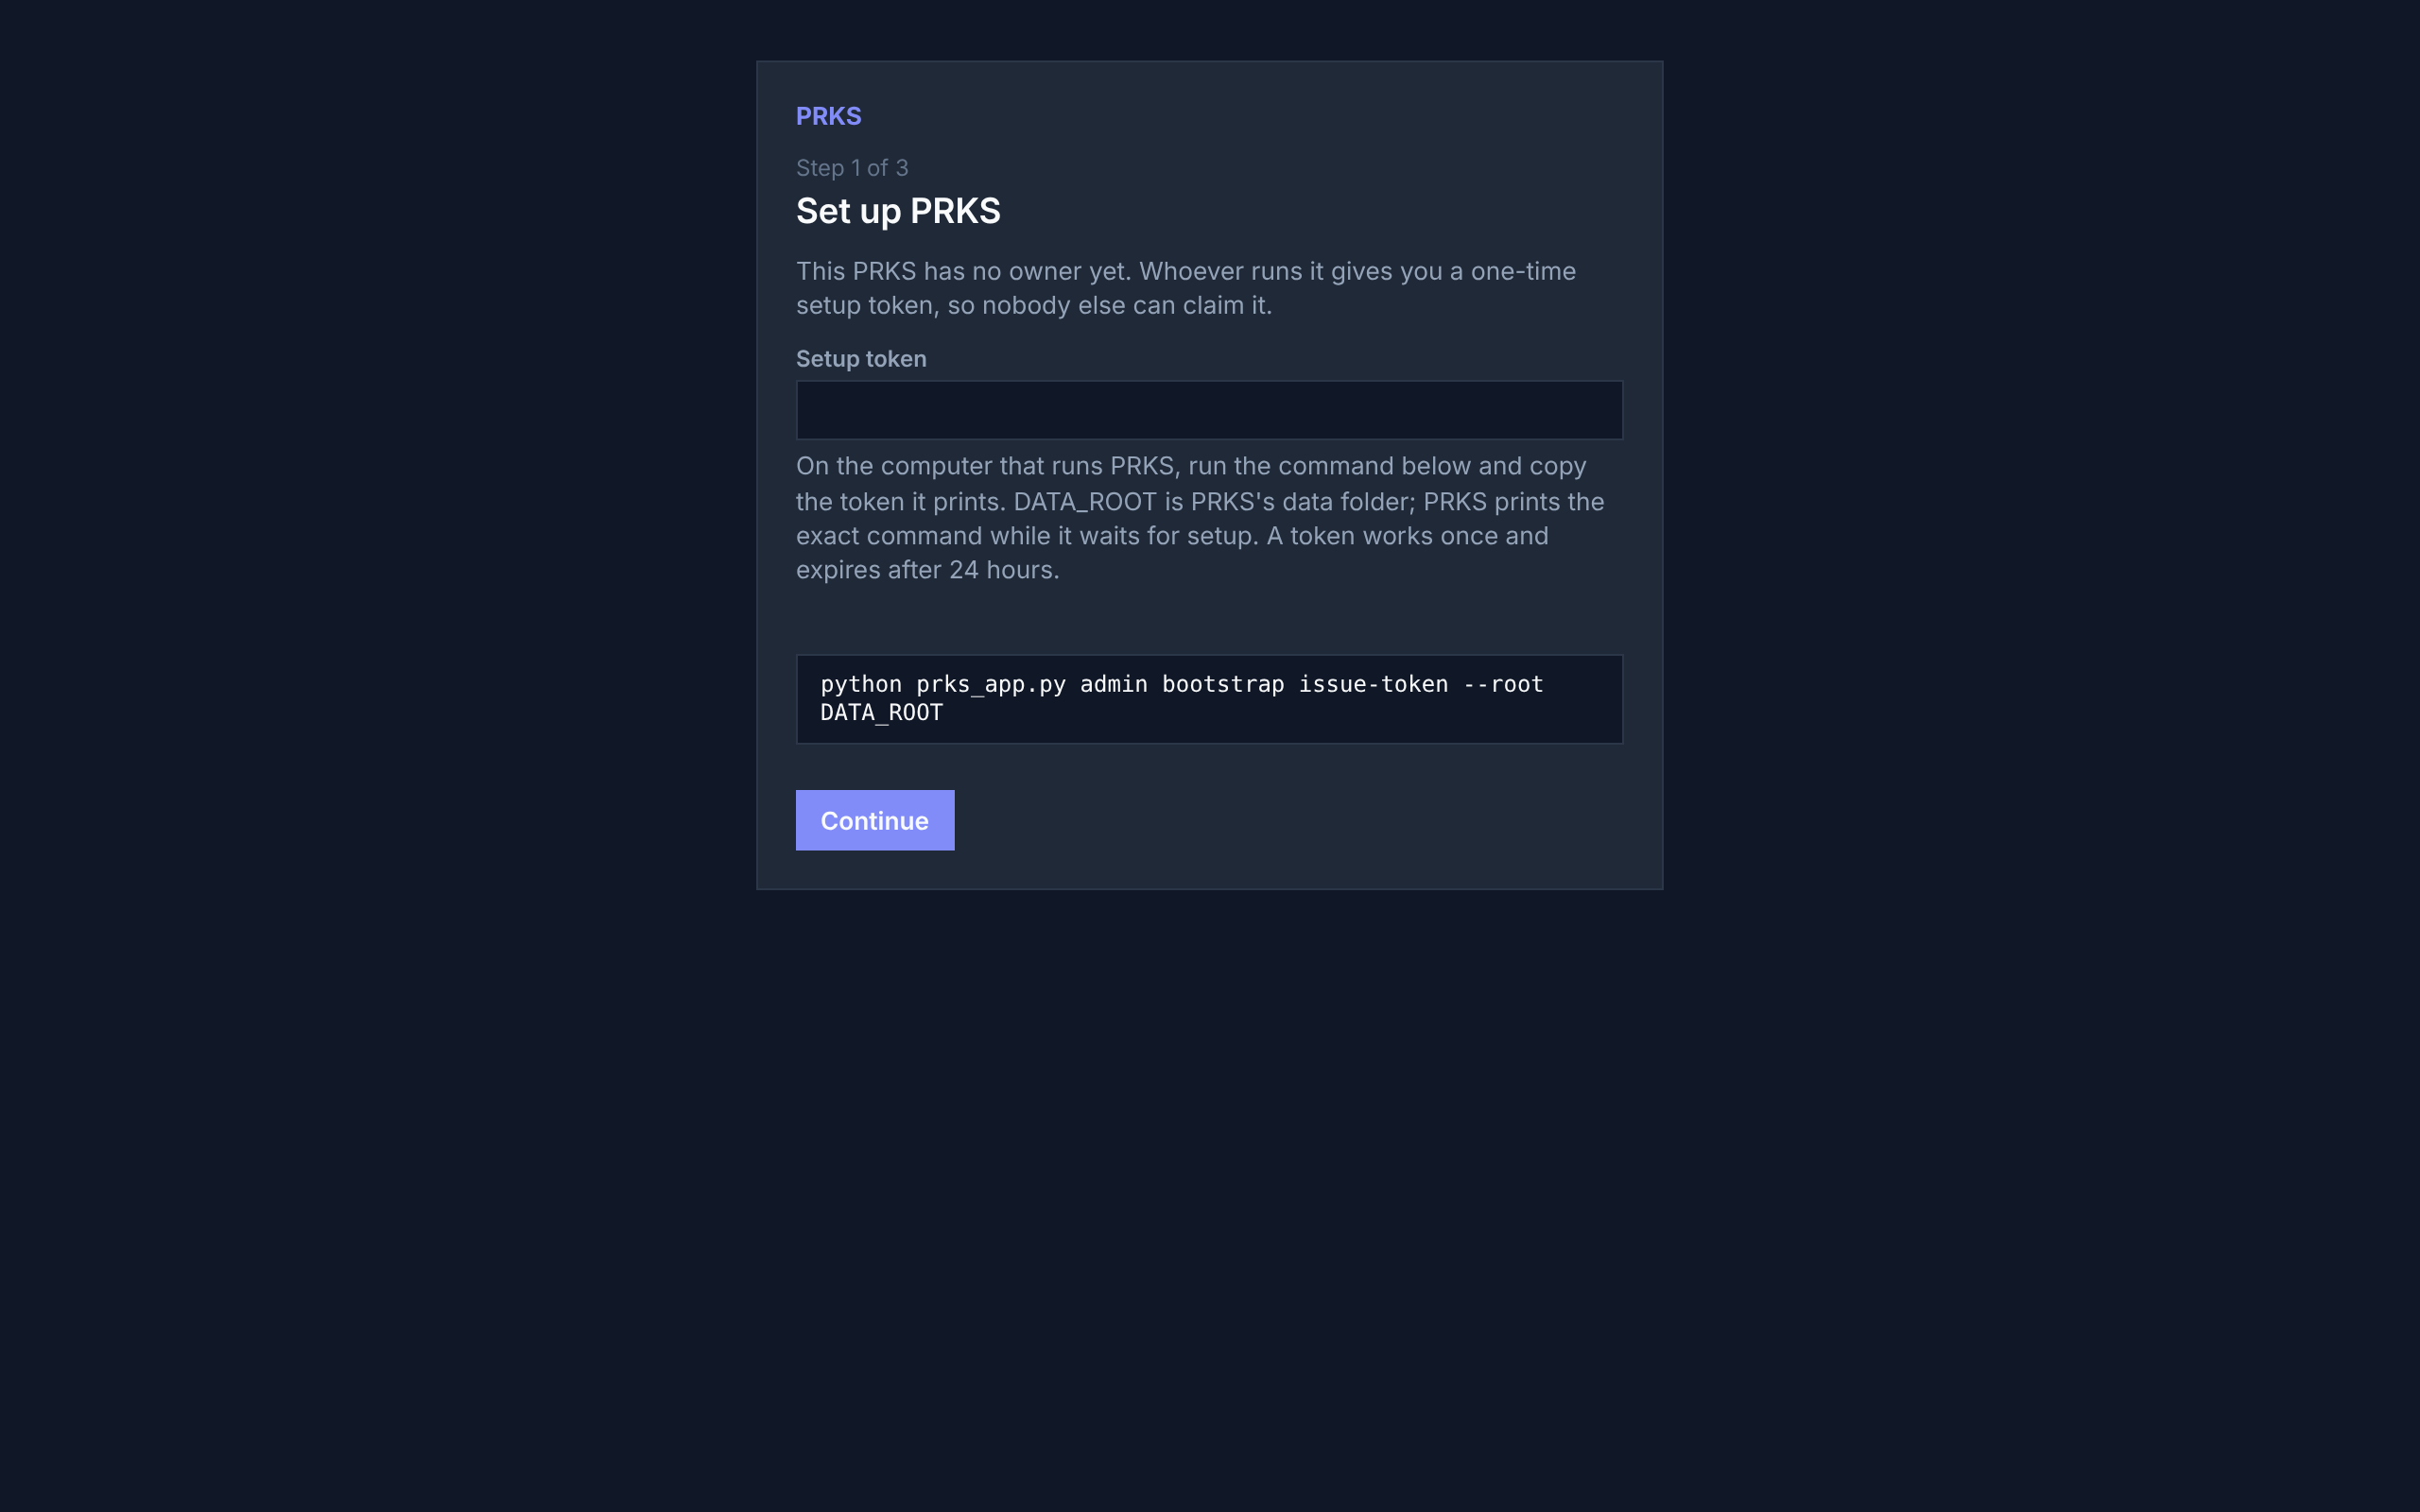 PRKS
Step 1 of 3
Set up PRKS
This PRKS has no owner yet. Whoever runs it gives you a one-time
setup token, so nobody else can claim it.
Setup token
On the computer that runs PRKS, run the command below and copy
the token it prints. DATA_ROOT is PRKS's data folder; PRKS prints the
exact command while it waits for setup. A token works once and
expires after 24 hours.
python prks_app.py admin bootstrap issue-token --root
DATA_ROOT
Continue